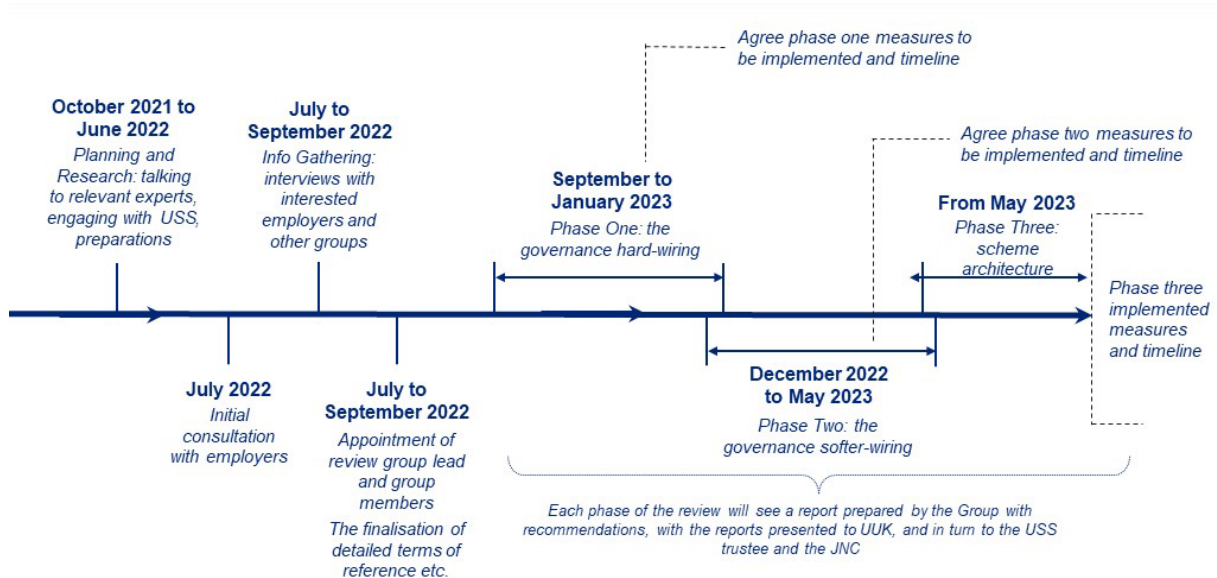 Agree phase one measures to
be implemented and timeline
October 2021 to
June 2022
Planning and
Research: talking
to relevant experts,
engaging with USS,
preparations
July to
September 2022
Info Gathering:
interviews with
interested
employers and
other groups
September to
January 2023
Phase One: the
governance hard-wiring
Agree phase two measures to
be implemented and timeline
From May 2023
Phase Three:
scheme
architecture
Phase three
implemented
measures
and timeline
July 2022
Initial
consultation
with employers
July to
September 2022
Appointment of
review group lead
and group
members
The finalisation of
detailed terms of
reference etc.
December 2022
to May 2023
Phase Two: the
governance softer-wiring
Each phase of the review will see a report prepared by the Group with
recommendations, with the reports presented to UUK, and in turn to the USS
trustee and the JNC